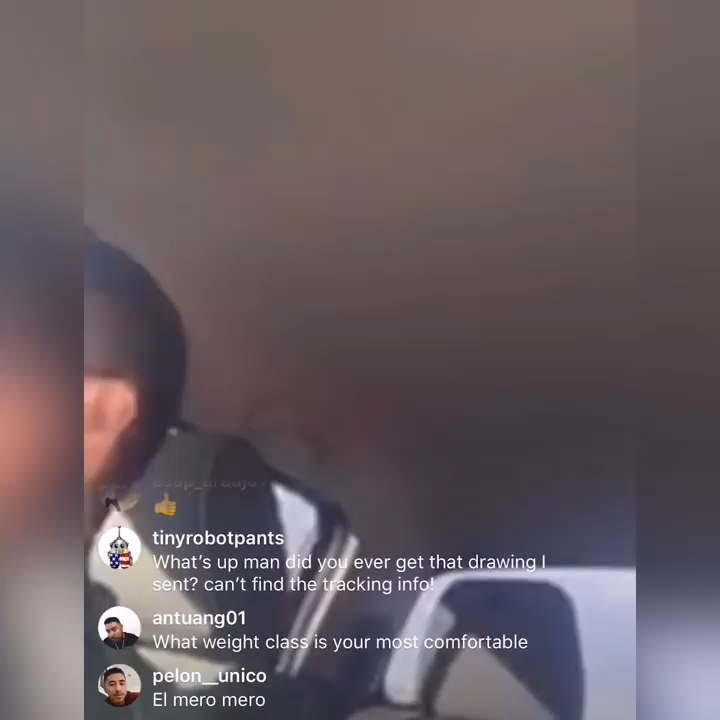 👍
tinyrobotpants
What's up man did you ever get that drawing I
sent? can't find the tracking info!
antuang01
What weight class is your most comfortable
pelon__unico
El mero mero